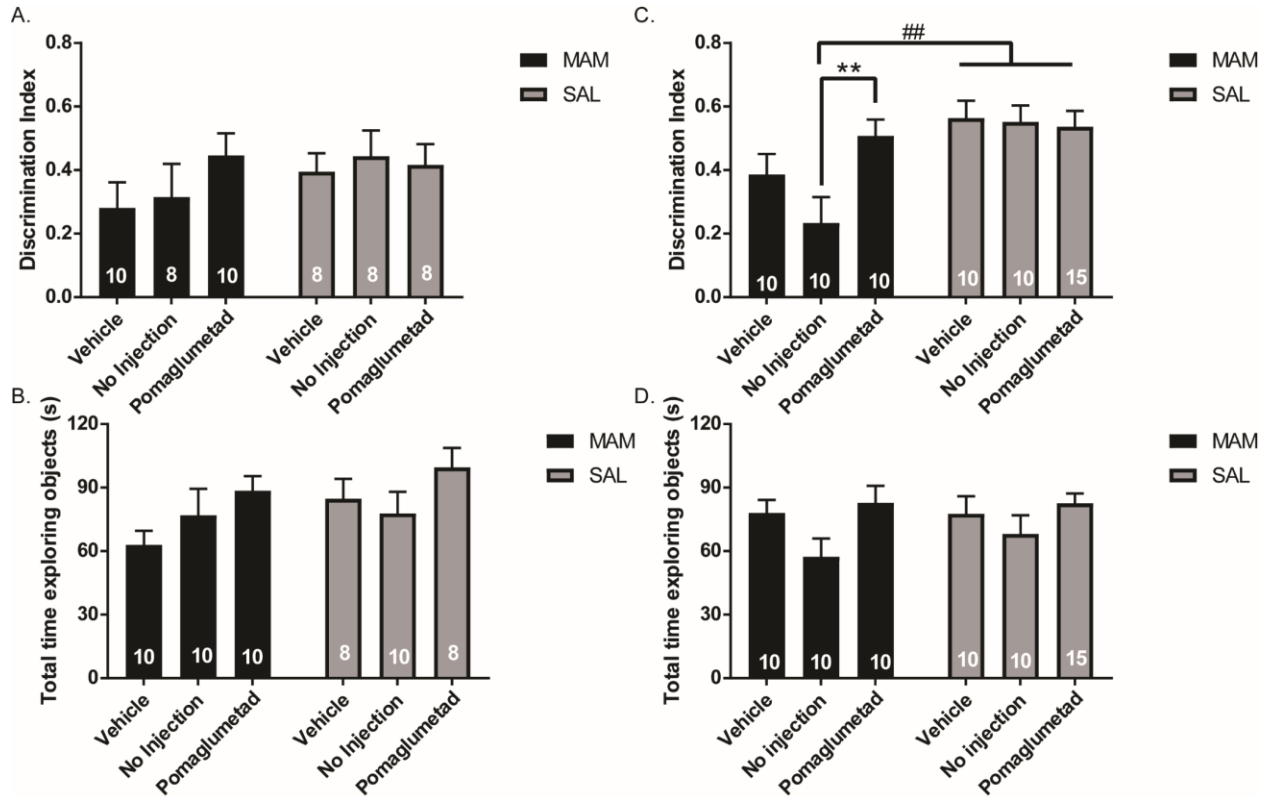 A.
Discrimination Index
0.8
0.6
0.4
0.2
0.0
10
8
10
8
8
8
Vehicle
No Injection
Pomaglumetad
Vehicle
No Injection
Pomaglumetad
MAM
SAL
B.
Total time exploring objects (s)
120
90
60
30
0
10
10
10
8
10
8
Vehicle
No Injection
Pomaglumetad
Vehicle
No Injection
Pomaglumetad
MAM
SAL
C.
Discrimination Index
0.8
0.6
0.4
0.2
0.0
##
**
10
10
10
10
10
15
Vehicle
No Injection
Pomaglumetad
Vehicle
No Injection
Pomaglumetad
MAM
SAL
D.
Total time exploring objects (s)
120
90
60
30
0
10
10
10
10
10
15
Vehicle
No injection
Pomaglumetad
Vehicle
No injection
Pomaglumetad
MAM
SAL